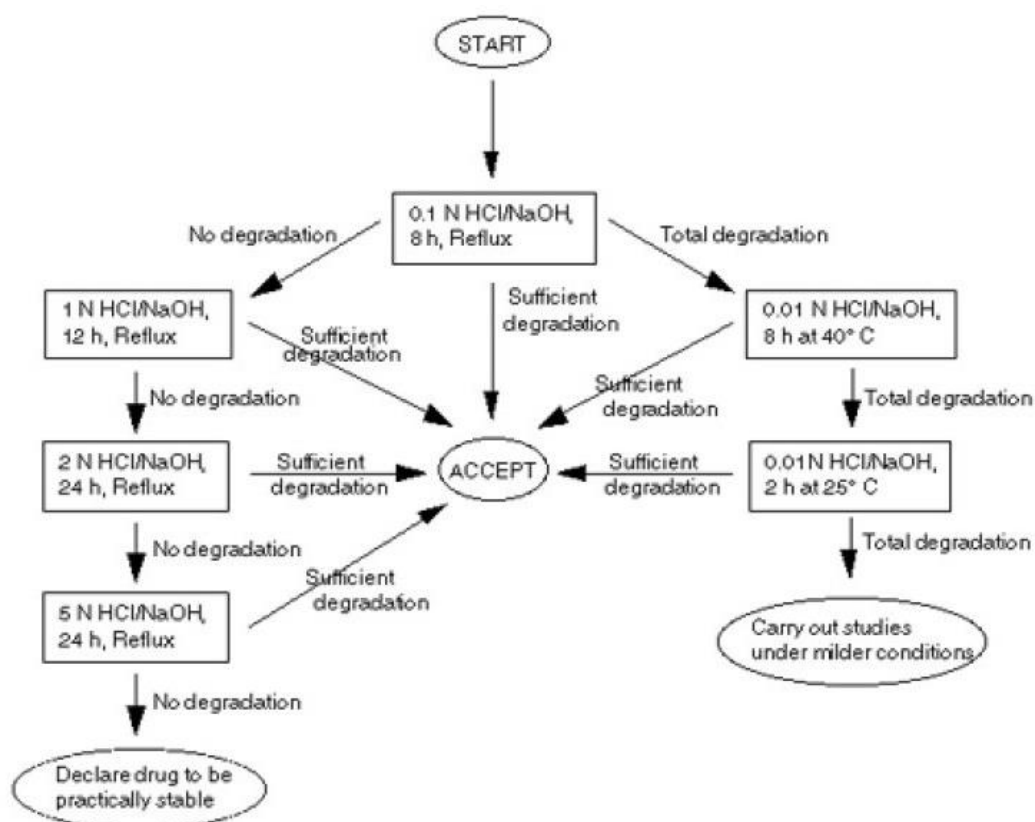 START
0.1 N HCl/NaOH,
8 h, Reflux
No degradation
Total degradation
Sufficient
degradation
1 N HCl/NaOH,
12 h, Reflux
Sufficient
degradation
0.01 N HCl/NaOH,
8 h at 40° C
Sufficient
degradation
No degradation
Total degradation
2 N HCl/NaOH,
24 h, Reflux
Sufficient
degradation
ACCEPT
Sufficient
degradation
0.01N HCl/NaOH,
2 h at 25° C
No degradation
Total degradation
Sufficient
degradation
5 N HCl/NaOH,
24 h, Reflux
Carry out studies
under milder conditions
No degradation
Declare drug to be
practically stable